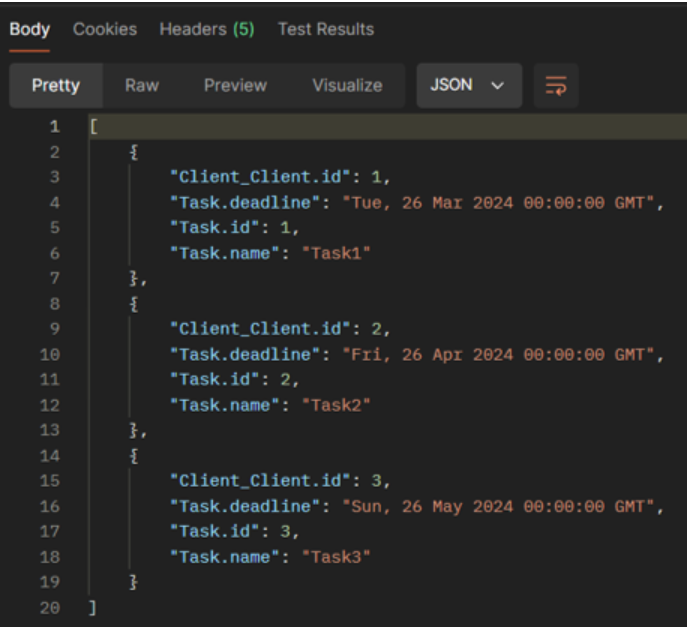 Body Cookies Headers (5) Test Results
Pretty Raw Preview Visualize JSON
1 [
2 {
3 "Client_Client.id": 1,
4 "Task.deadline": "Tue, 26 Mar 2024 00:00:00 GMT",
5 "Task.id": 1,
6 "Task.name": "Task1"
7 },
8 {
9 "Client_Client.id": 2,
10 "Task.deadline": "Fri, 26 Apr 2024 00:00:00 GMT",
11 "Task.id": 2,
12 "Task.name": "Task2"
13 },
14 {
15 "Client_Client.id": 3,
16 "Task.deadline": "Sun, 26 May 2024 00:00:00 GMT",
17 "Task.id": 3,
18 "Task.name": "Task3"
19 }
20 ]